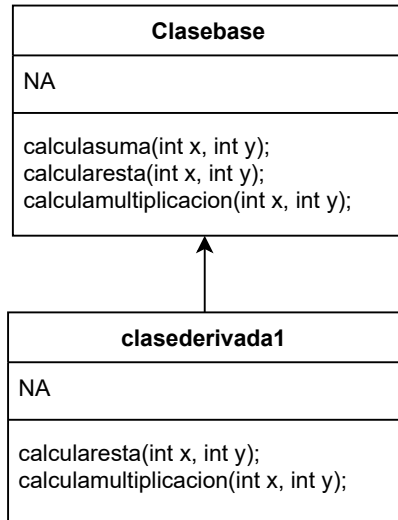 Clasebase
NA
calculasuma(int x, int y);
calcularesta(int x, int y);
calculamultiplicacion(int x, int y);
clasederivada1
NA
calcularesta(int x, int y);
calculamultiplicacion(int x, int y);